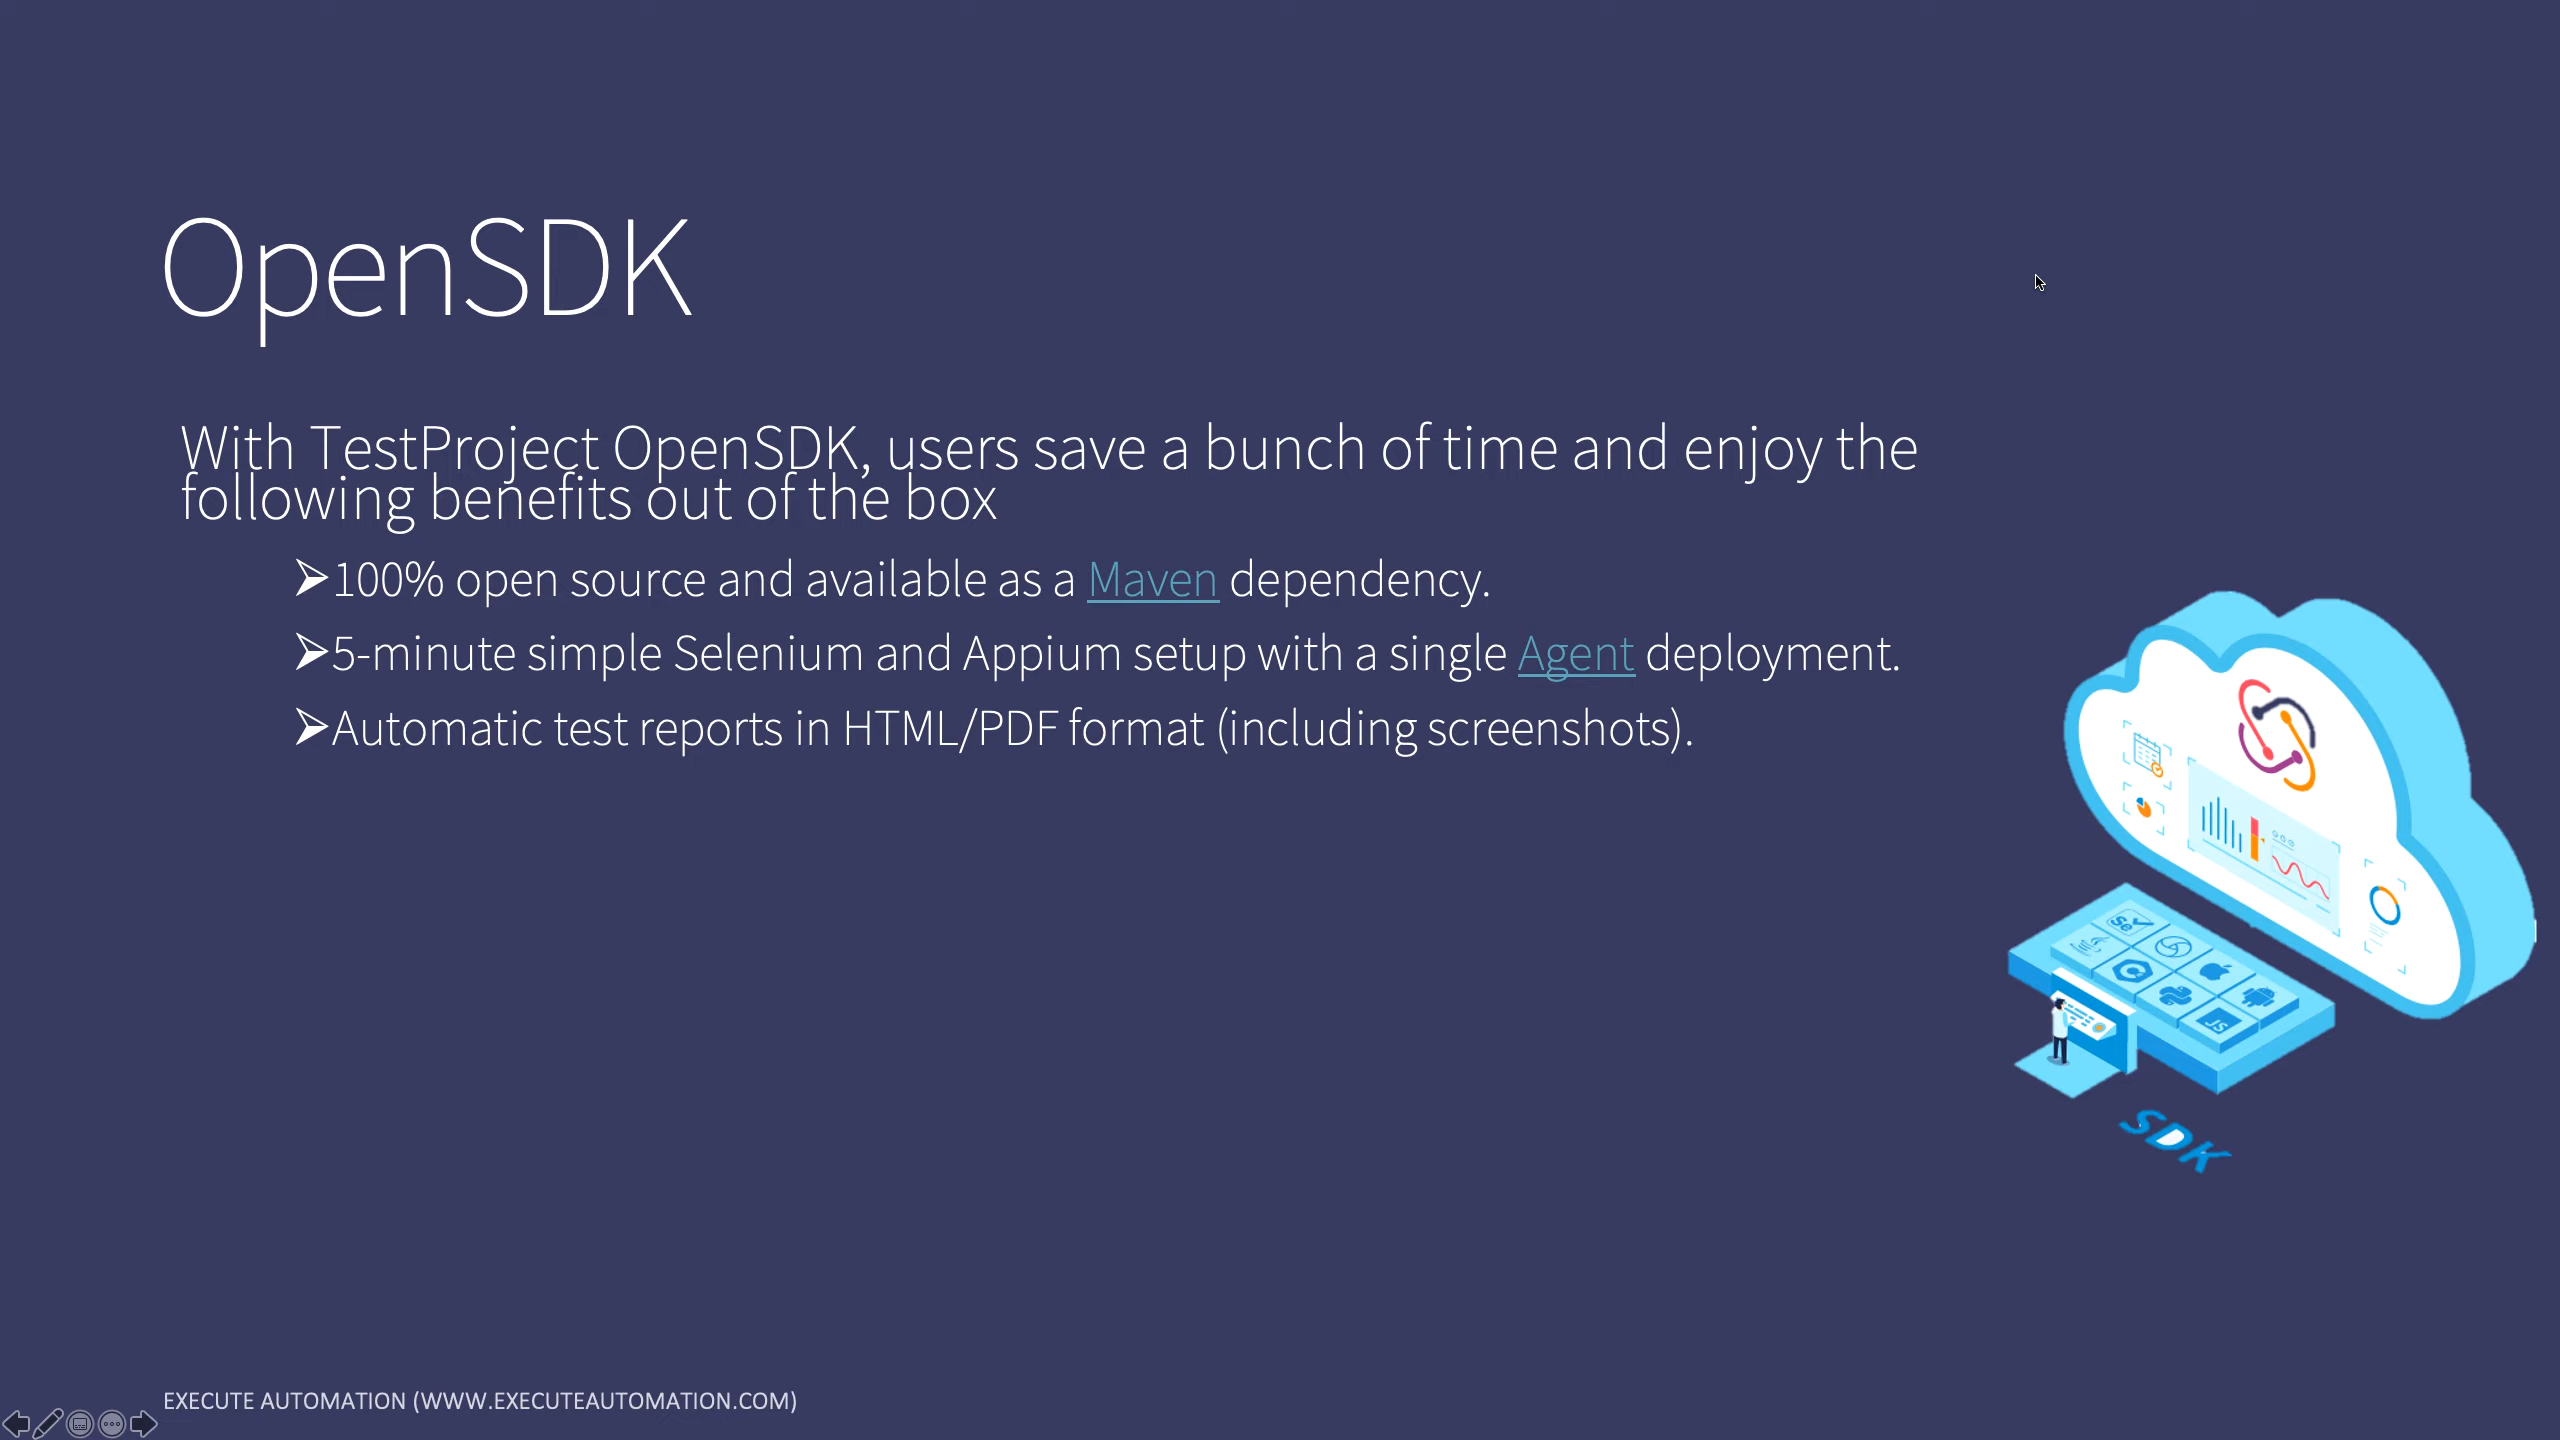 OpenSDK
With TestProject OpenSDK, users save a bunch of time and enjoy the
following benefits out of the box
➢100% open source and available as a Maven dependency.
➢5-minute simple Selenium and Appium setup with a single Agent deployment.
➢Automatic test reports in HTML/PDF format (including screenshots).
Se
JS
SDK
EXECUTE AUTOMATION (WWW.EXECUTEAUTOMATION.COM)